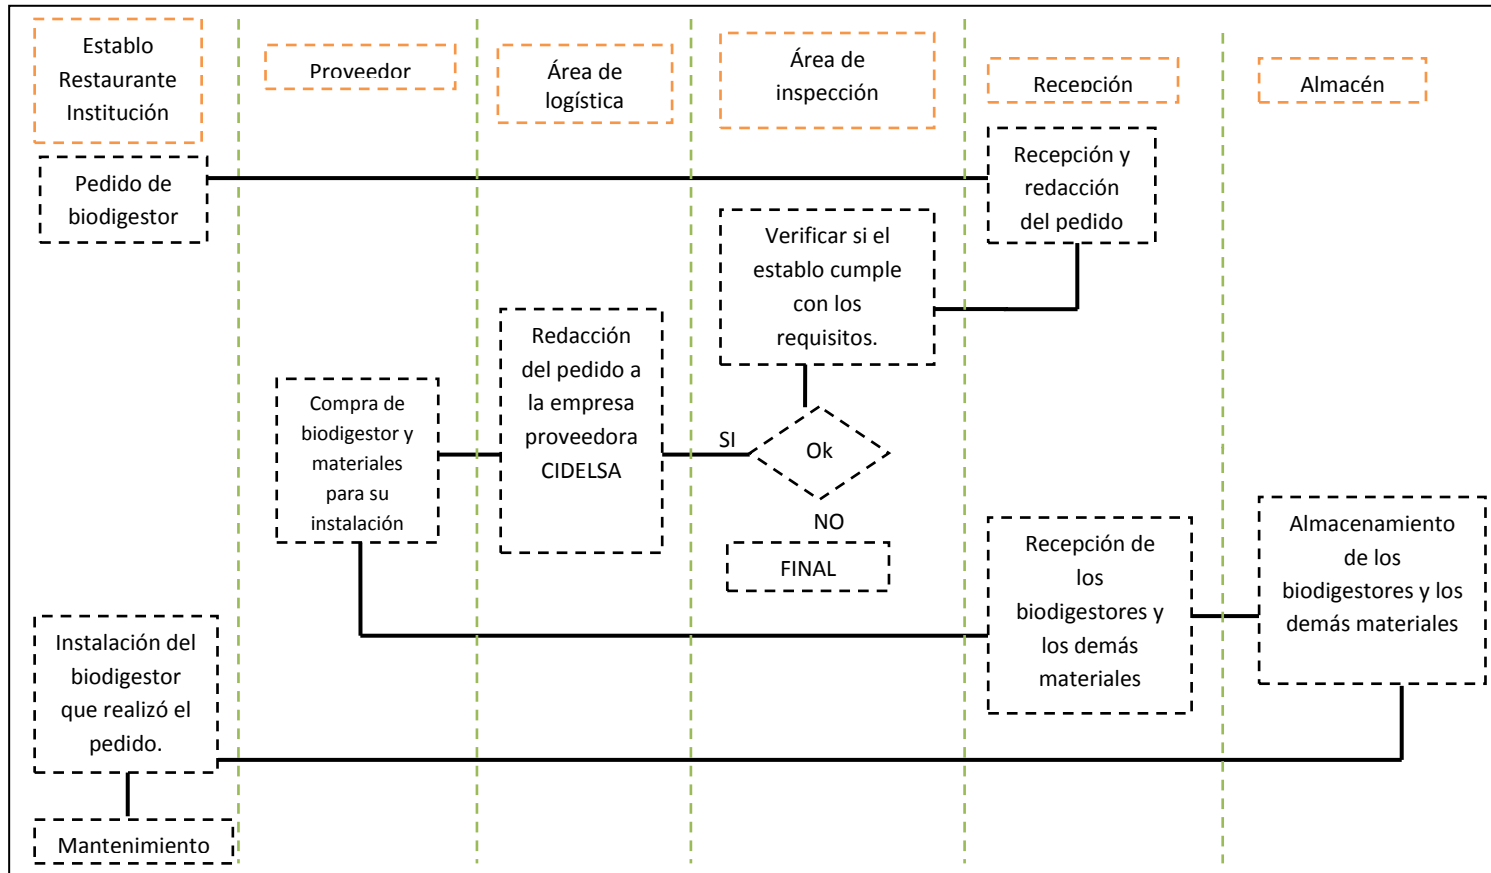 Establo
Restaurante
Institución
Proveedor
Área de
logística
Área de
inspección
Recepción
Almacén
Pedido de
biodigestor
Recepción y
redacción
del pedido
Verificar si el
establo cumple
con los
requisitos.
Redacción
del pedido a
la empresa
proveedora
CIDELSA
Compra de
biodigestor y
materiales
para su
instalación
SI
Ok
NO
FINAL
Recepción de
los
biodigestores y
los demás
materiales
Almacenamiento
de los
biodigestores y los
demás materiales
Instalación del
biodigestor
que realizó el
pedido.
Mantenimiento